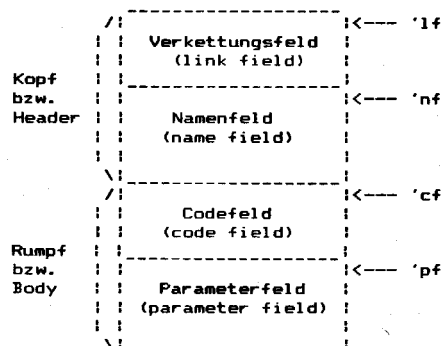 Verkettungsfeld <--- 'lf
(link field)
Kopf
bzw. <--- 'nf
Header Namenfeld
(name field)
<--- 'cf
Codefeld
(code field)
Rumpf
bzw. <--- 'pf
Body Parameterfeld
(parameter field)